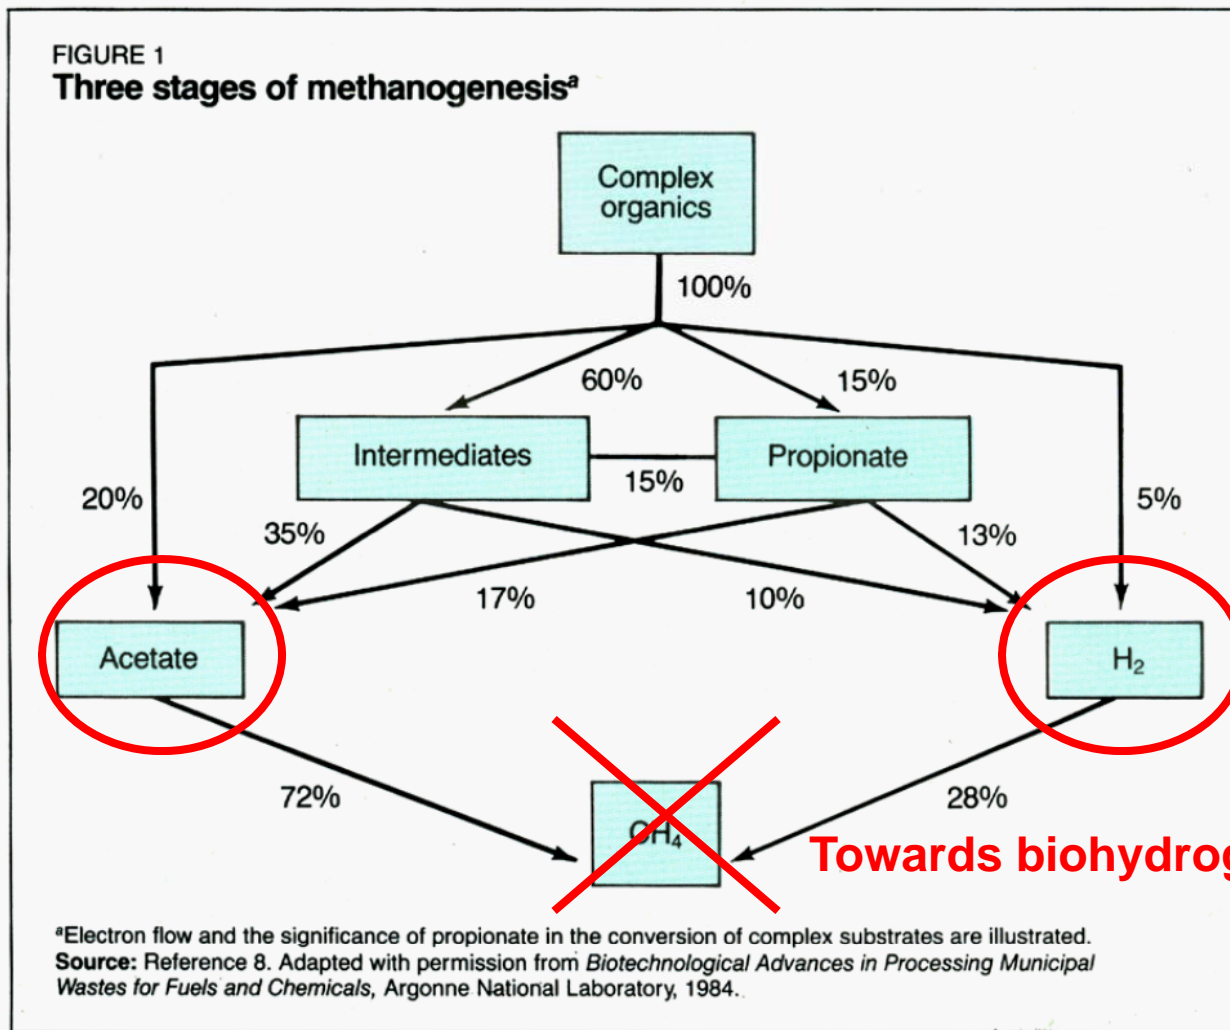 FIGURE 1
Three stages of methanogenesisᵃ
Complex
organics
100%
60%
15%
Intermediates
15%
Propionate
20%
5%
35%
13%
17%
10%
Acetate
H₂
72%
28%
CH₄
Towards biohydrog
ᵃElectron flow and the significance of propionate in the conversion of complex substrates are illustrated.
Source: Reference 8. Adapted with permission from Biotechnological Advances in Processing Municipal
Wastes for Fuels and Chemicals, Argonne National Laboratory, 1984.